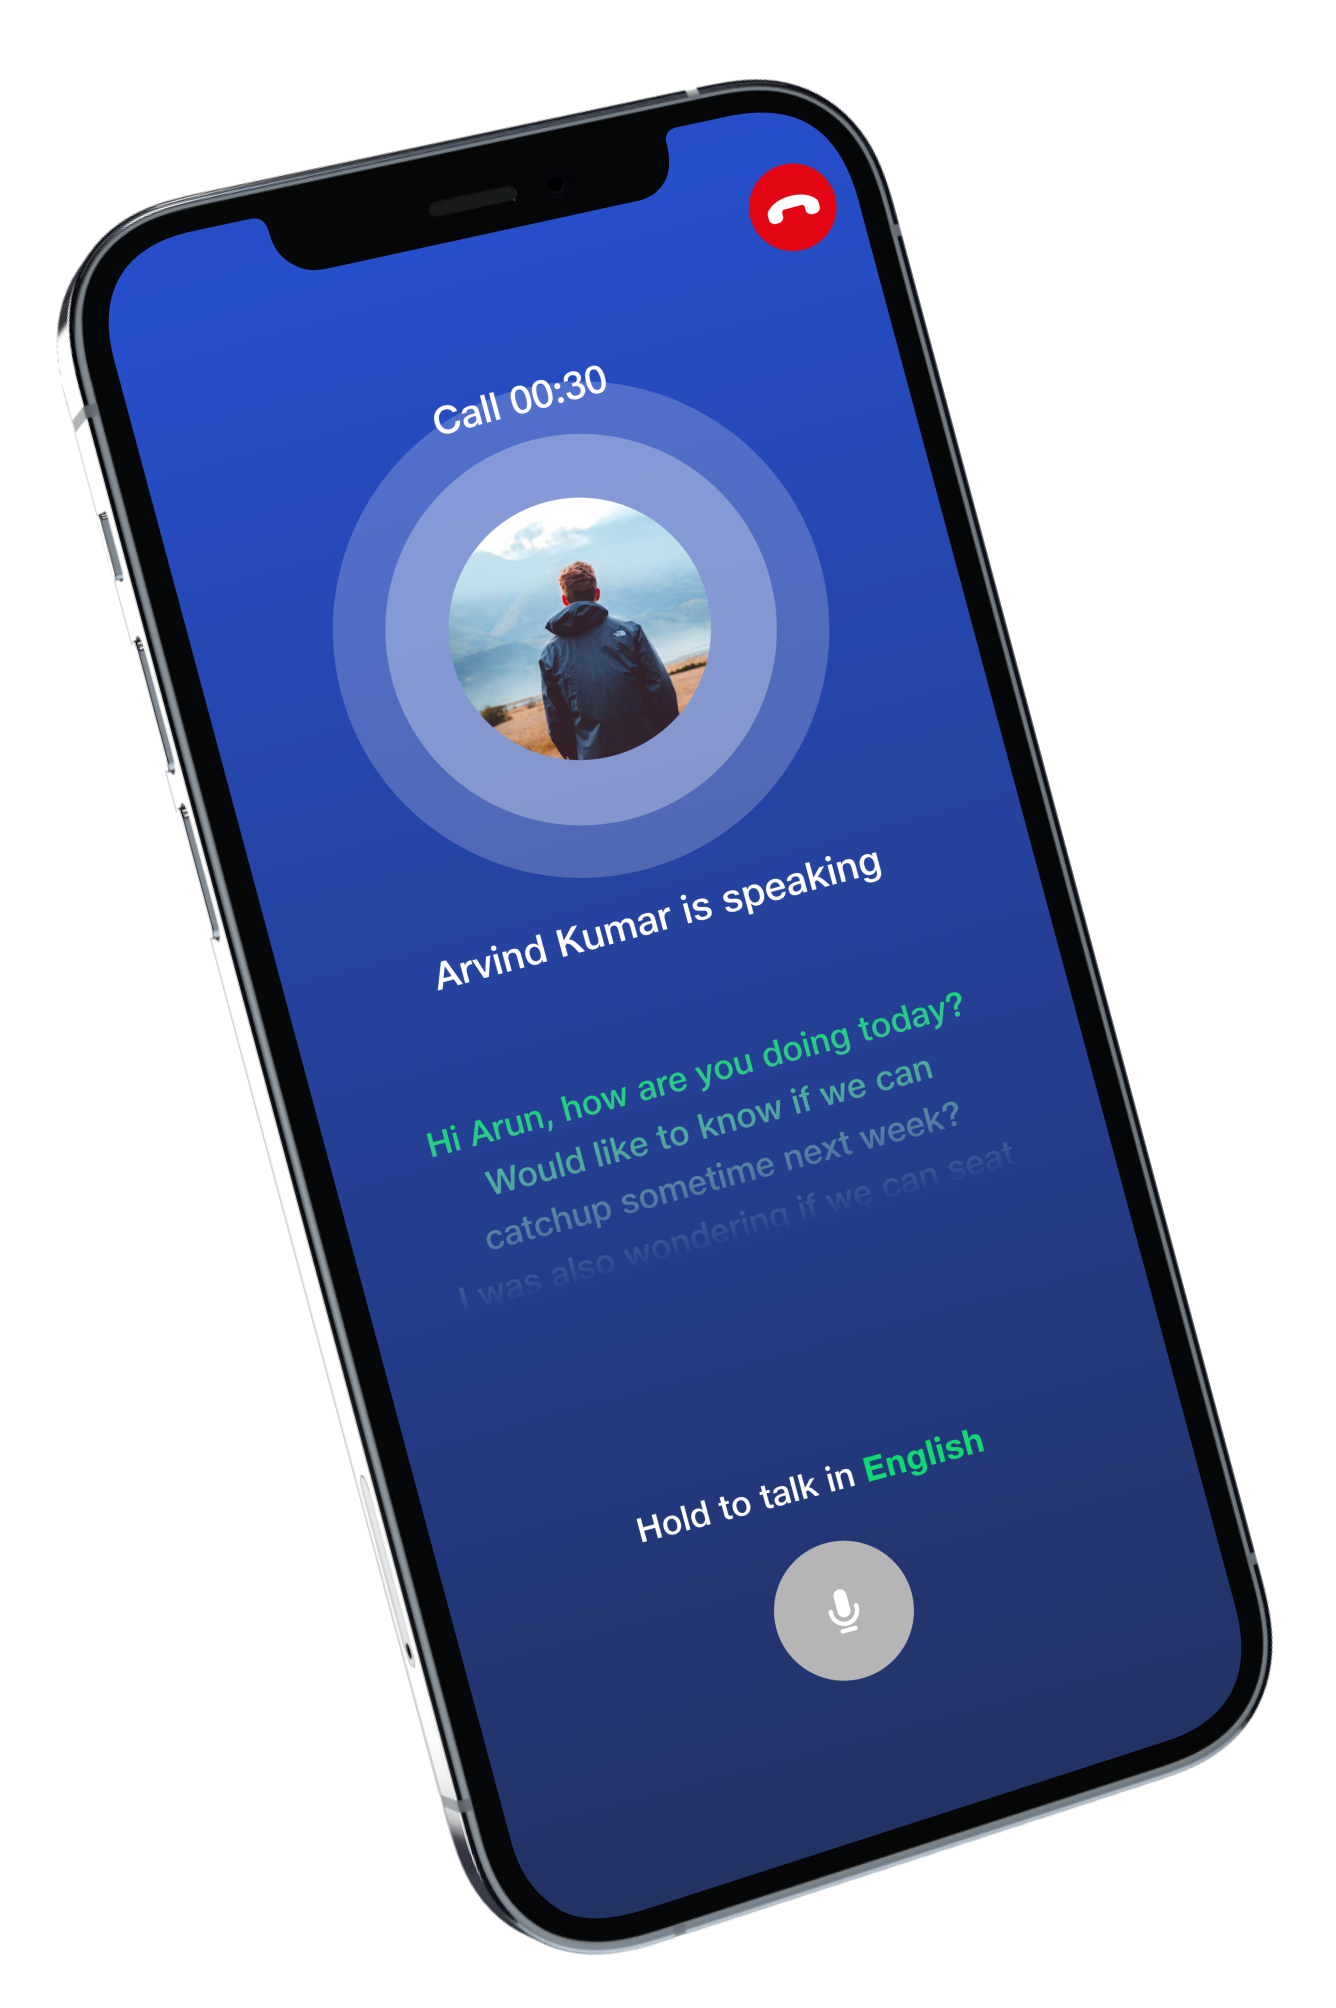 Call 00:30
Arvind Kumar is speaking
Hi Arun, how are you doing today?
Would like to know if we can
catchup sometime next week?
I was also wondering if we can seat
Hold to talk in English